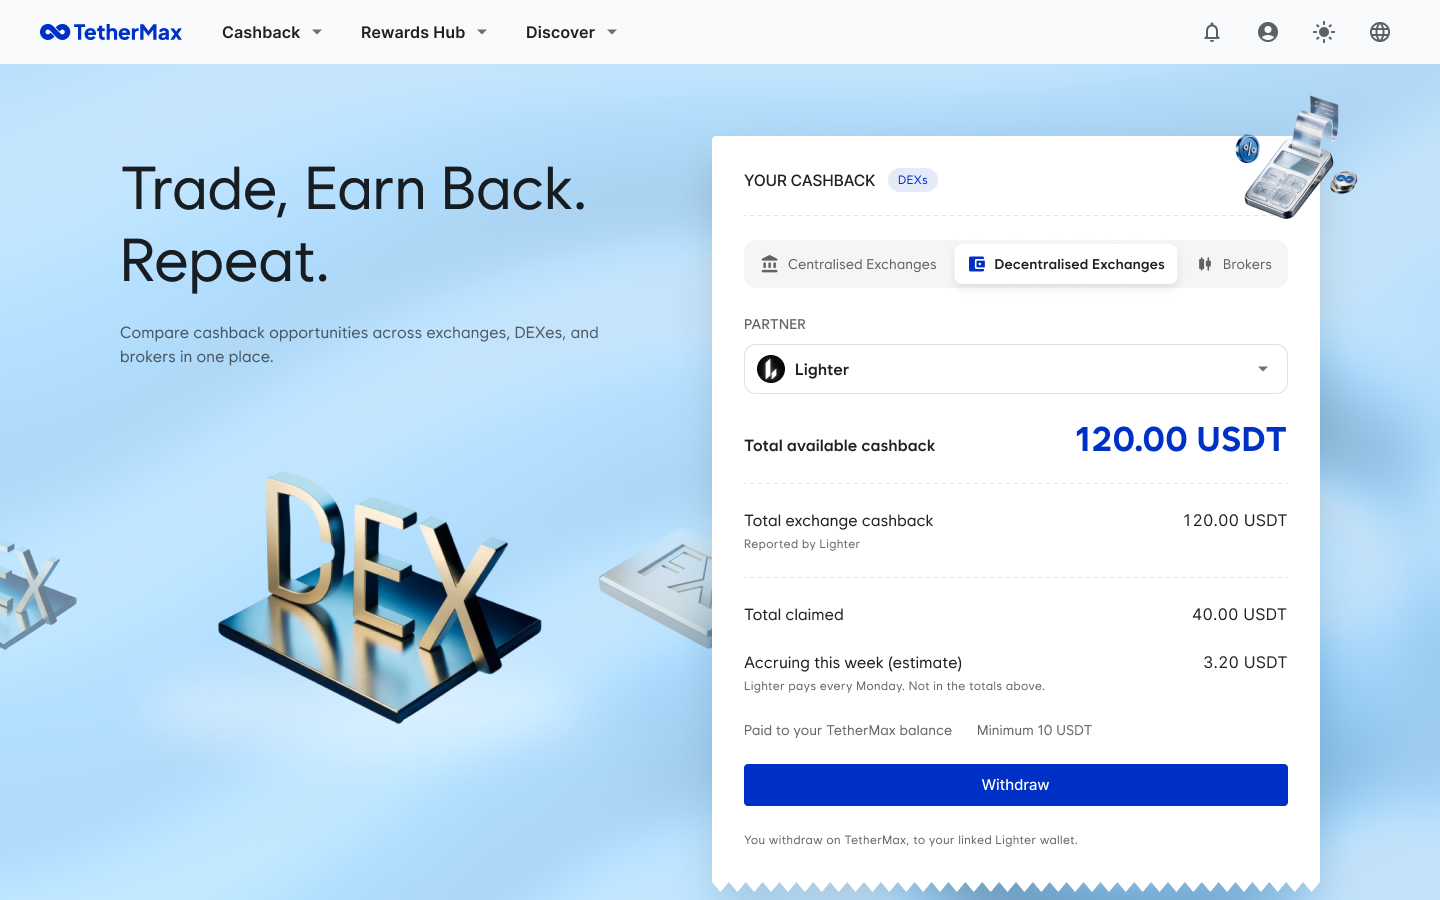 TetherMax
Cashback
Rewards Hub
Discover
Trade, Earn Back.
Repeat.
Compare cashback opportunities across exchanges, DEXes, and
brokers in one place.
DEX
EX
YOUR CASHBACK
DEXs
Centralised Exchanges
Decentralised Exchanges
Brokers
PARTNER
Lighter
Total available cashback
120.00 USDT
Total exchange cashback
120.00 USDT
Reported by Lighter
Total claimed
40.00 USDT
Accruing this week (estimate)
3.20 USDT
Lighter pays every Monday. Not in the totals above.
Paid to your TetherMax balance
Minimum 10 USDT
Withdraw
You withdraw on TetherMax, to your linked Lighter wallet.